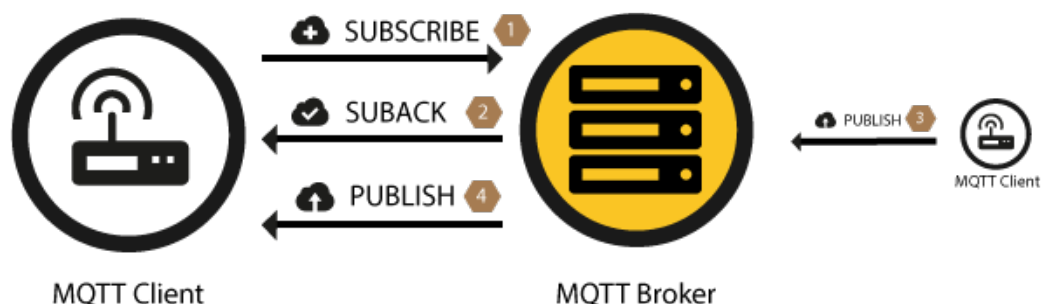 SUBSCRIBE 1
SUBACK 2
PUBLISH 3
PUBLISH 4
MQTT Client
MQTT Client
MQTT Broker